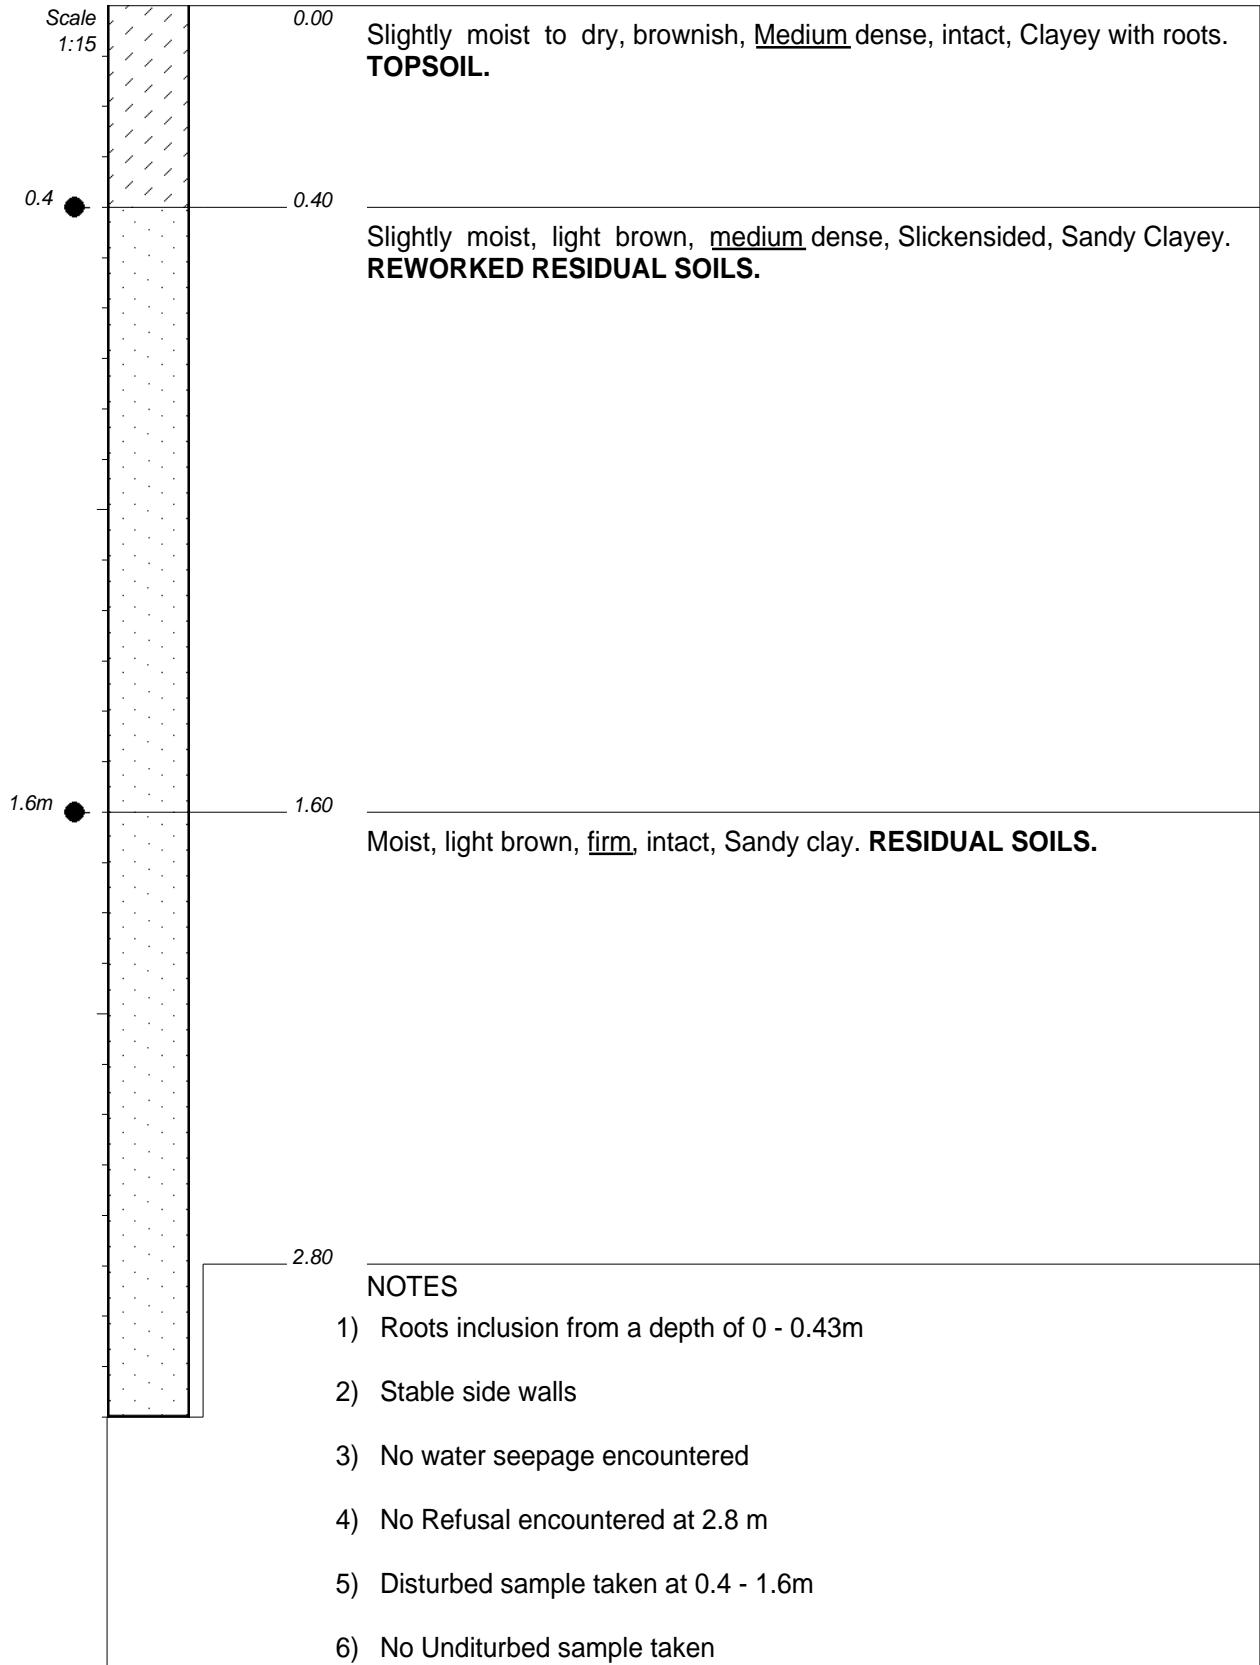 Scale
1:15
0.00
Slightly moist to dry, brownish, Medium dense, intact, Clayey with roots.
TOPSOIL.
0.4
0.40
Slightly moist, light brown, medium dense, Slickensided, Sandy Clayey.
REWORKED RESIDUAL SOILS.
1.6m
1.60
Moist, light brown, firm, intact, Sandy clay. RESIDUAL SOILS.
2.80
NOTES
1) Roots inclusion from a depth of 0 - 0.43m
2) Stable side walls
3) No water seepage encountered
4) No Refusal encountered at 2.8 m
5) Disturbed sample taken at 0.4 - 1.6m
6) No Unditurbed sample taken